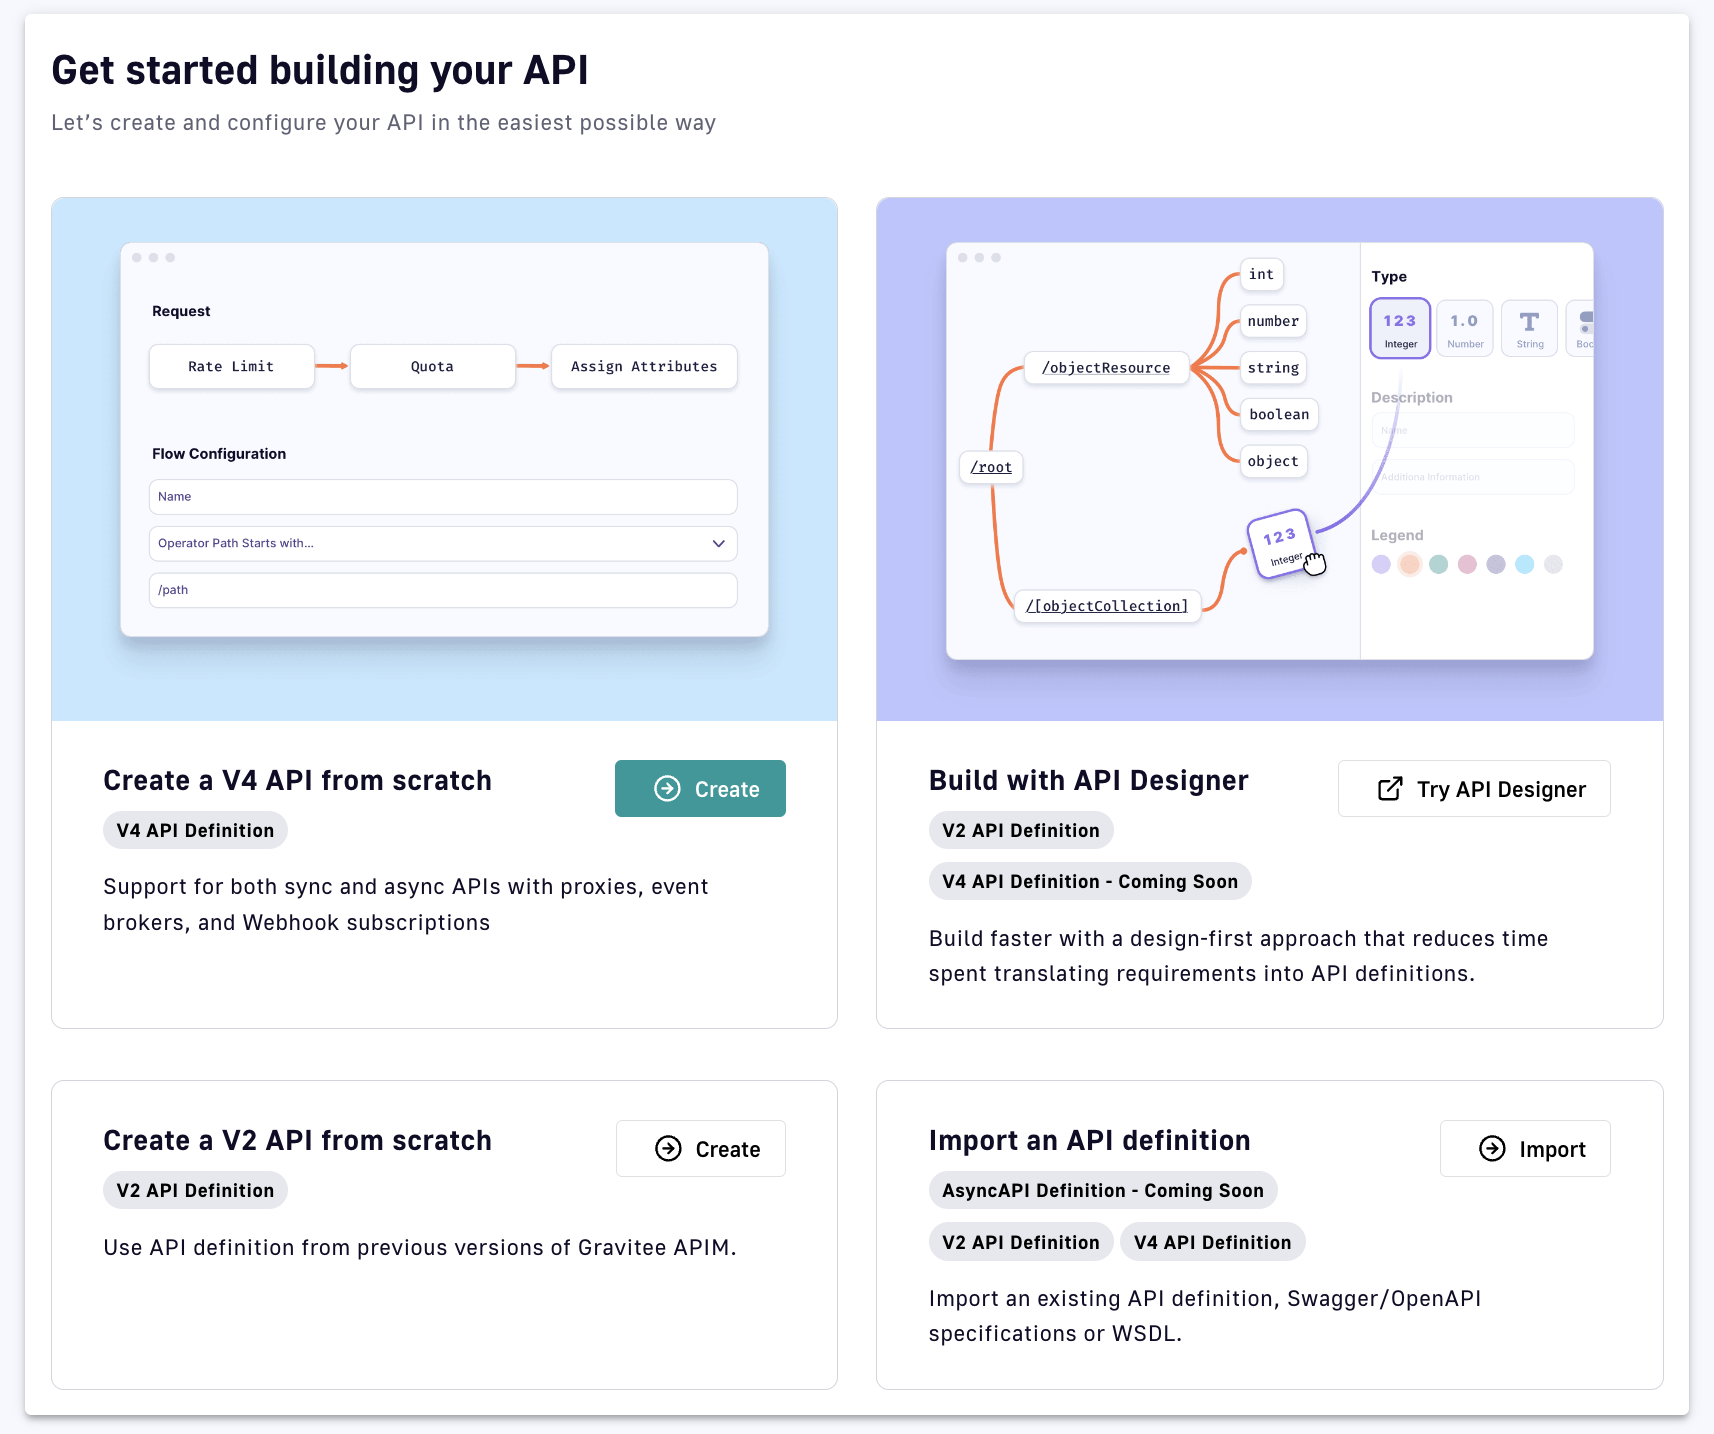 Get started building your API
Let's create and configure your API in the easiest possible way
Request
Rate Limit
Quota
Assign Attributes
Flow Configuration
Name
Operator Path Starts with...
/path
Create a V4 API from scratch
Create
V4 API Definition
Support for both sync and async APIs with proxies, event
brokers, and Webhook subscriptions
int
number
string
boolean
object
/objectResource
/root
/[objectCollection]
123
Integer
Type
123
Integer
1.0
Number
T
String
Boo
Description
Name
Additiona Information
Legend
Build with API Designer
Try API Designer
V2 API Definition
V4 API Definition - Coming Soon
Build faster with a design-first approach that reduces time
spent translating requirements into API definitions.
Create a V2 API from scratch
Create
V2 API Definition
Use API definition from previous versions of Gravitee APIM.
Import an API definition
Import
AsyncAPI Definition - Coming Soon
V2 API Definition
V4 API Definition
Import an existing API definition, Swagger/OpenAPI
specifications or WSDL.